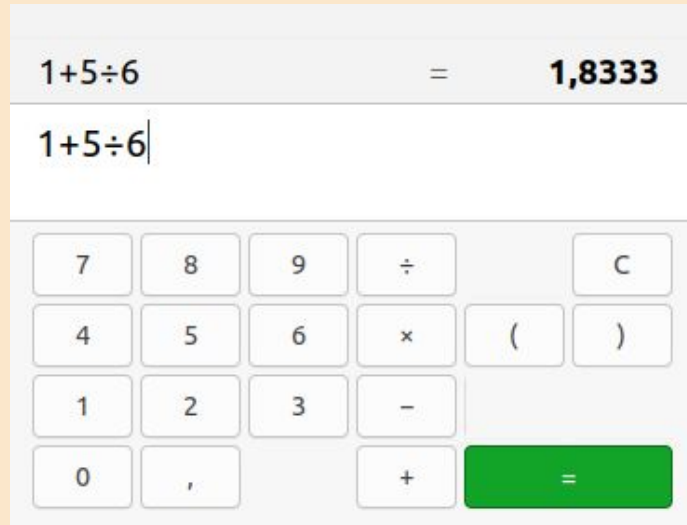 1+5÷6 = 1,8333
1+5÷6
7 8 9 ÷ C
4 5 6 × ( )
1 2 3 −
0 , + =